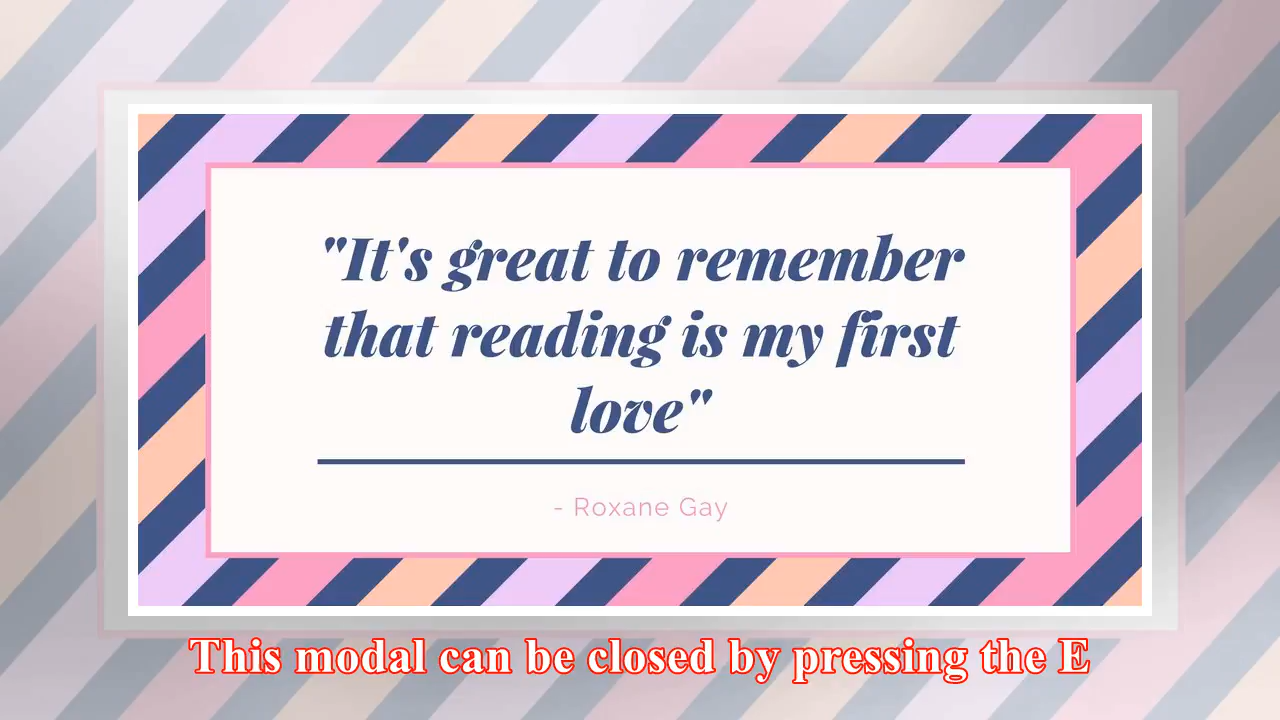 "It's great to remember
that reading is my first
love"
- Roxane Gay
This modal can be closed by pressing the E